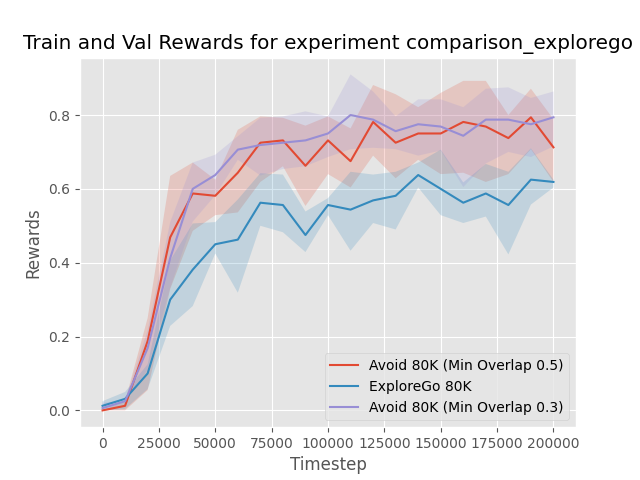 Train and Val Rewards for experiment comparison_explorego
Rewards
0.8
0.6
0.4
0.2
0.0
Avoid 80K (Min Overlap 0.5)
ExploreGo 80K
Avoid 80K (Min Overlap 0.3)
0 25000 50000 75000 100000 125000 150000 175000 200000
Timestep